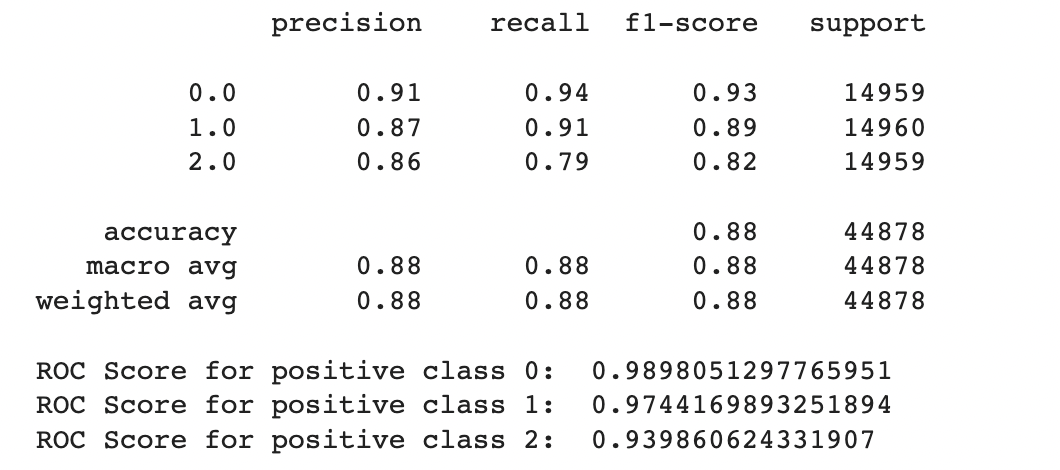 precision recall f1-score support
0.0 0.91 0.94 0.93 14959
1.0 0.87 0.91 0.89 14960
2.0 0.86 0.79 0.82 14959
accuracy 0.88 44878
macro avg 0.88 0.88 0.88 44878
weighted avg 0.88 0.88 0.88 44878
ROC Score for positive class 0: 0.9898051297765951
ROC Score for positive class 1: 0.9744169893251894
ROC Score for positive class 2: 0.939860624331907